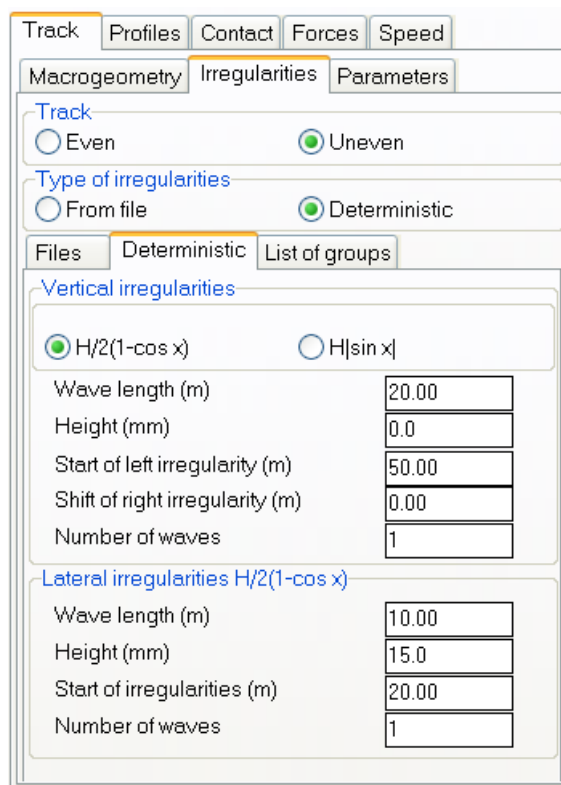 Track Profiles Contact Forces Speed
Macrogeometry Irregularities Parameters
Track
Even Uneven
Type of irregularities
From file Deterministic
Files Deterministic List of groups
Vertical irregularities
H/2(1-cos x) H|sin x|
Wave length (m) 20.00
Height (mm) 0.0
Start of left irregularity (m) 50.00
Shift of right irregularity (m) 0.00
Number of waves 1
Lateral irregularities H/2(1-cos x)
Wave length (m) 10.00
Height (mm) 15.0
Start of irregularities (m) 20.00
Number of waves 1